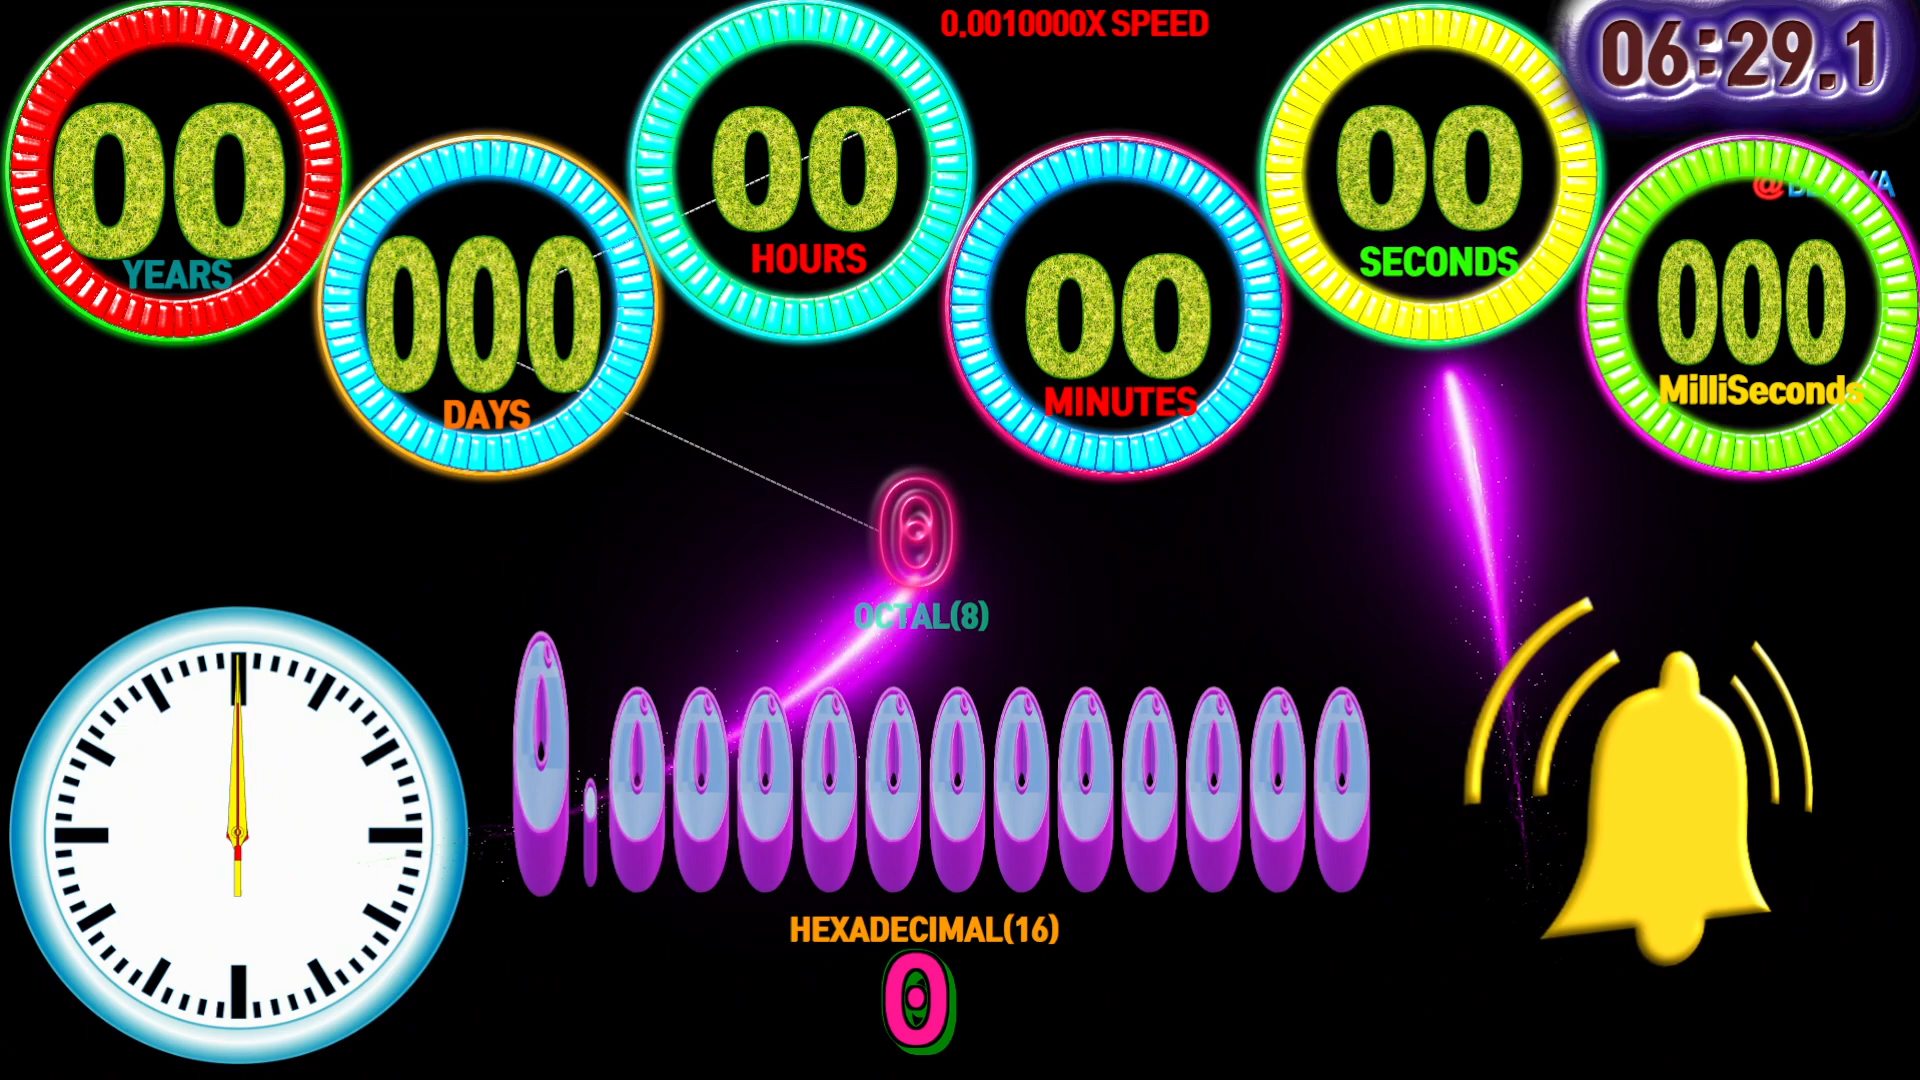 0.0010000X SPEED
06:29.1
00
YEARS
000
DAYS
00
HOURS
00
MINUTES
00
SECONDS
000
MilliSeconds
0
OCTAL(8)
0.000000000000
HEXADECIMAL(16)
0